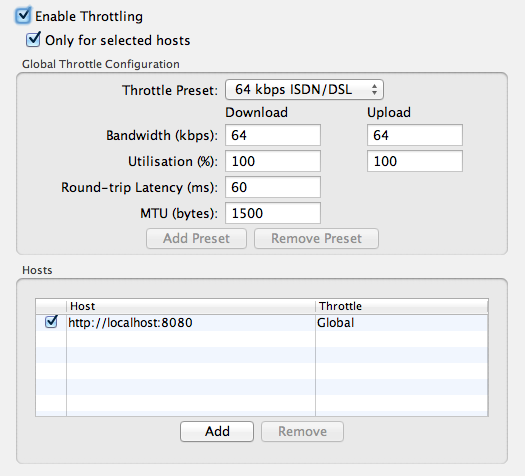 Enable Throttling
Only for selected hosts
Global Throttle Configuration
Throttle Preset: 64 kbps ISDN/DSL
Download Upload
Bandwidth (kbps): 64 64
Utilisation (%): 100 100
Round-trip Latency (ms): 60
MTU (bytes): 1500
Add Preset Remove Preset
Hosts
Host Throttle
http://localhost:8080 Global
Add Remove